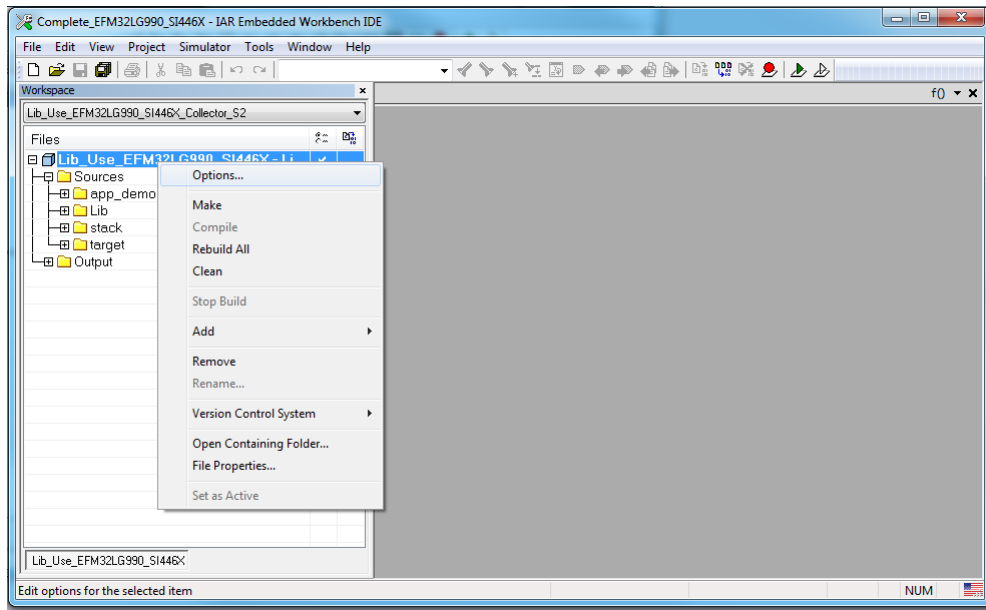 Complete_EFM32LG990_SI446X - IAR Embedded Workbench IDE
File Edit View Project Simulator Tools Window Help
Workspace
f()
Lib_Use_EFM32LG990_SI446X_Collector_S2
Files
Lib_Use_EFM32LG990_SI446X - Li
Sources
app_demo
Lib
stack
target
Output
Options...
Make
Compile
Rebuild All
Clean
Stop Build
Add
Remove
Rename...
Version Control System
Open Containing Folder...
File Properties...
Set as Active
Lib_Use_EFM32LG990_SI446X
Edit options for the selected item
NUM